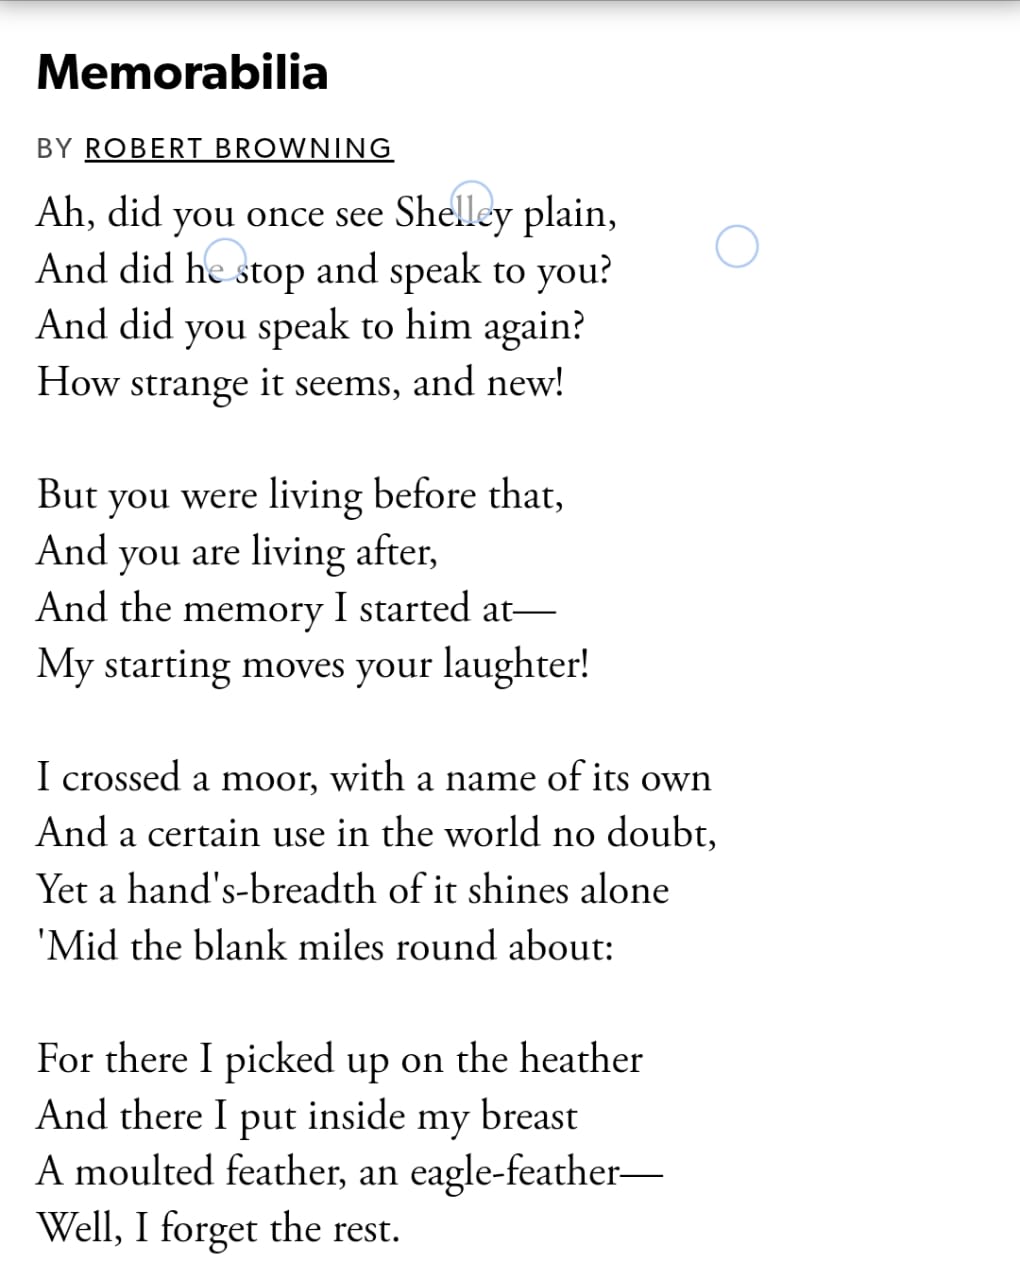 Memorabilia
BY ROBERT BROWNING
Ah, did you once see Shelley plain,
And did he stop and speak to you?
And did you speak to him again?
How strange it seems, and new!

But you were living before that,
And you are living after,
And the memory I started at—
My starting moves your laughter!

I crossed a moor, with a name of its own
And a certain use in the world no doubt,
Yet a hand's-breadth of it shines alone
'Mid the blank miles round about:

For there I picked up on the heather
And there I put inside my breast
A moulted feather, an eagle-feather—
Well, I forget the rest.